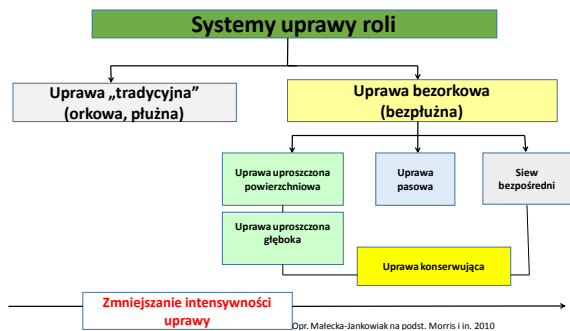 Systemy uprawy roli
Uprawa „tradycyjna”
(orkowa, płużna)
Uprawa bezorkowa
(bezpłużna)
Uprawa uproszczona
powierzchniowa
Uprawa
pasowa
Siew
bezpośredni
Uprawa uproszczona
głęboka
Uprawa konserwująca
Zmniejszanie intensywności
uprawy
Opr. Małecka-Jankowiak na podst. Morris i in. 2010